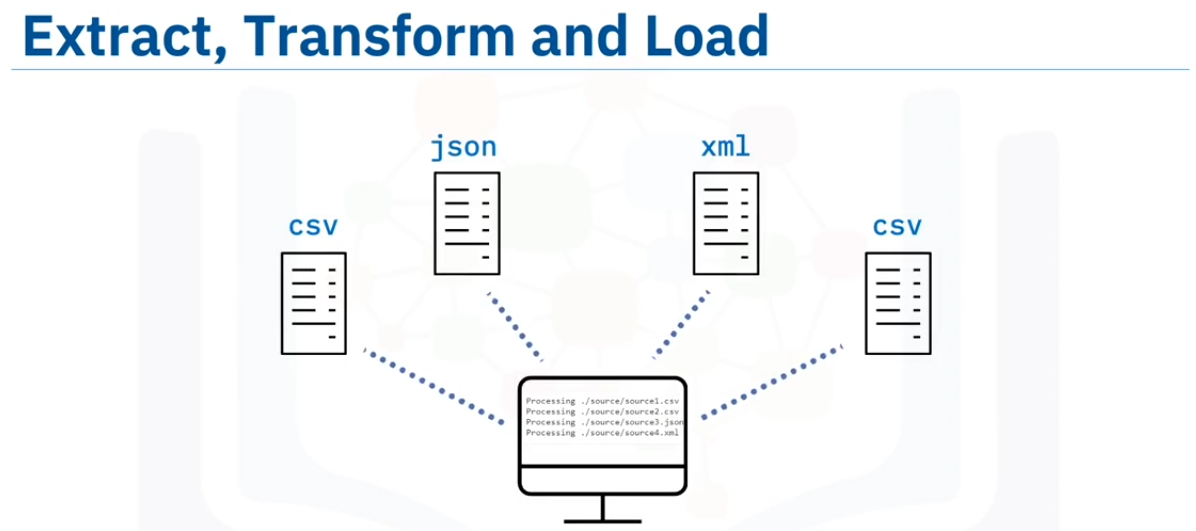 Extract, Transform and Load
json
xml
csv
csv
Processing ./source/source1.csv
Processing ./source/source2.csv
Processing ./source/source3.json
Processing ./source/source4.xml